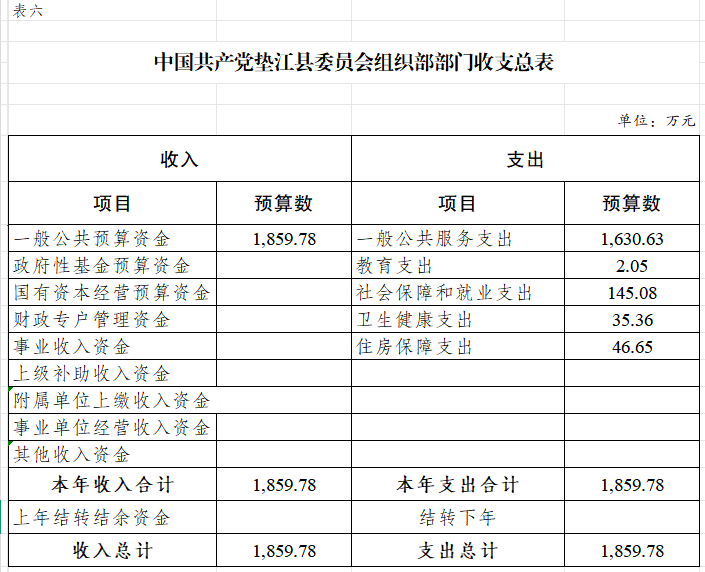 表六
中国共产党垫江县委员会组织部部门收支总表
单位：万元
收入 支出
项目 预算数 项目 预算数
一般公共预算资金 1,859.78 一般公共服务支出 1,630.63
政府性基金预算资金 教育支出 2.05
国有资本经营预算资金 社会保障和就业支出 145.08
财政专户管理资金 卫生健康支出 35.36
事业收入资金 住房保障支出 46.65
上级补助收入资金
附属单位上缴收入资金
事业单位经营收入资金
其他收入资金
本年收入合计 1,859.78 本年支出合计 1,859.78
上年结转结余资金 结转下年
收入总计 1,859.78 支出总计 1,859.78